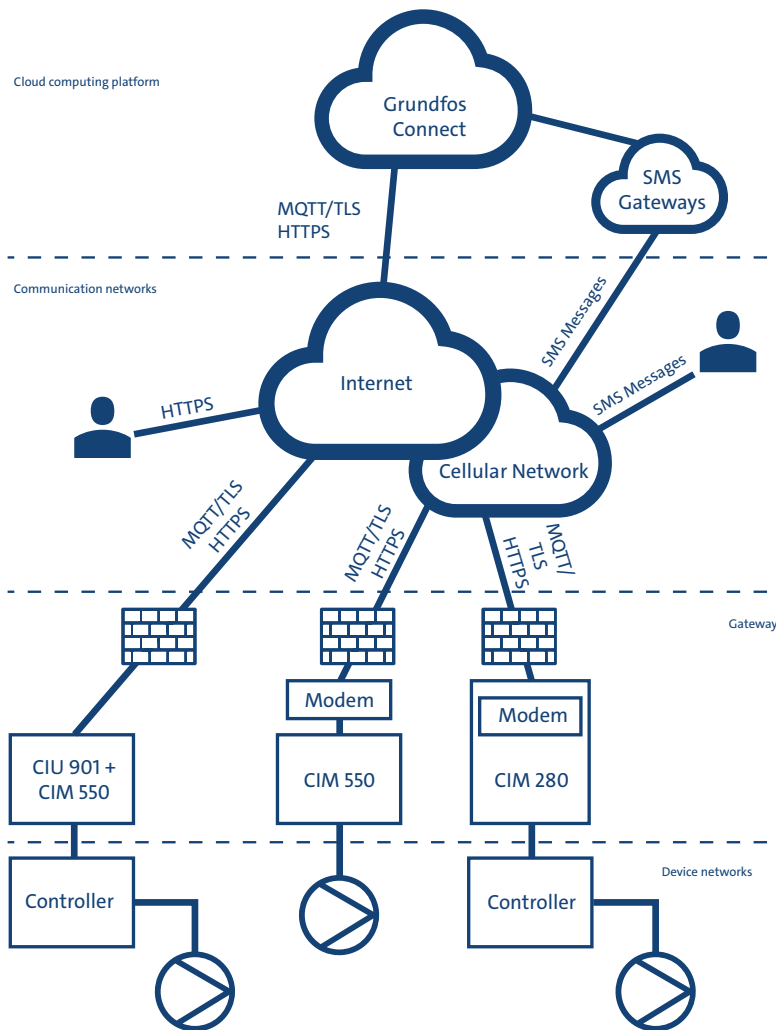 Cloud computing platform
Grundfos
Connect
SMS
Gateways
MQTT/TLS
HTTPS
Communication networks
SMS Messages
SMS Messages
Internet
HTTPS
Cellular Network
MQTT/TLS
HTTPS
MQTT/TLS
HTTPS
MQTT/
TLS
HTTPS
Gateway
Modem
Modem
CIU 901 +
CIM 550
CIM 550
CIM 280
Device networks
Controller
Controller